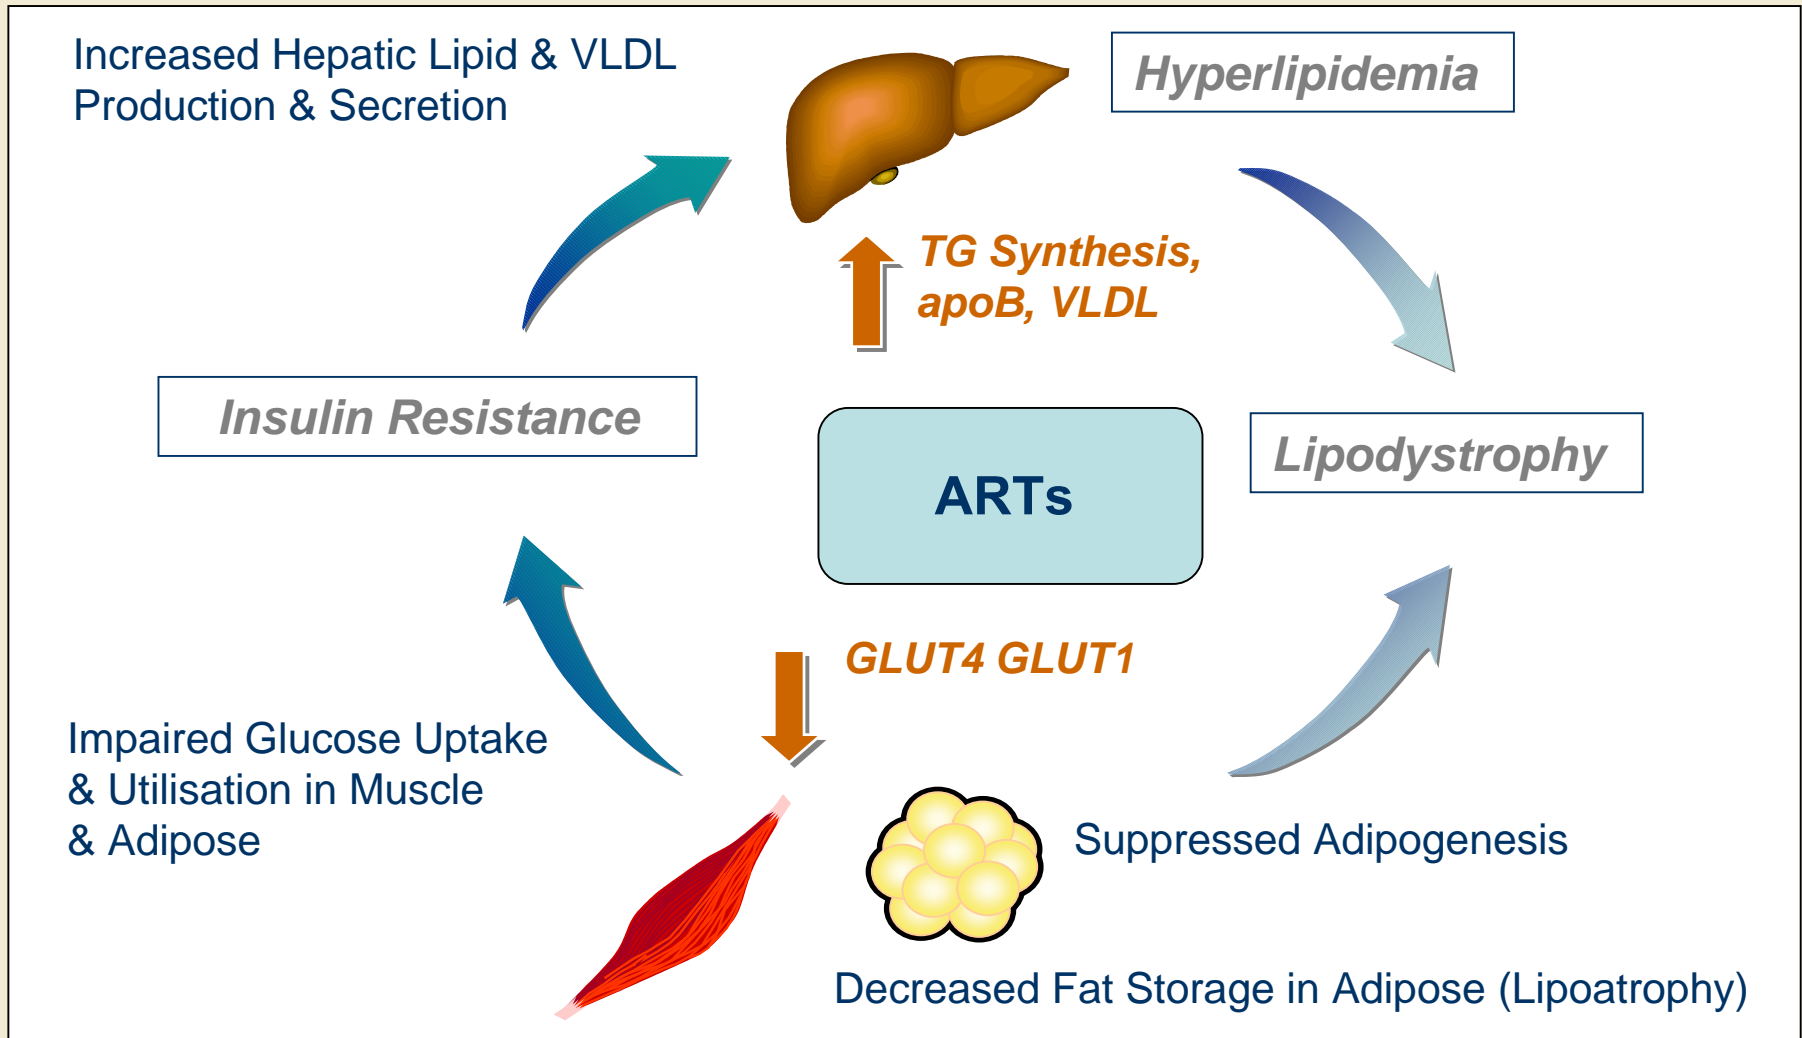 Increased Hepatic Lipid & VLDL
Production & Secretion
Hyperlipidemia
TG Synthesis,
apoB, VLDL
Insulin Resistance
ARTs
Lipodystrophy
GLUT4 GLUT1
Impaired Glucose Uptake
& Utilisation in Muscle
& Adipose
Suppressed Adipogenesis
Decreased Fat Storage in Adipose (Lipoatrophy)